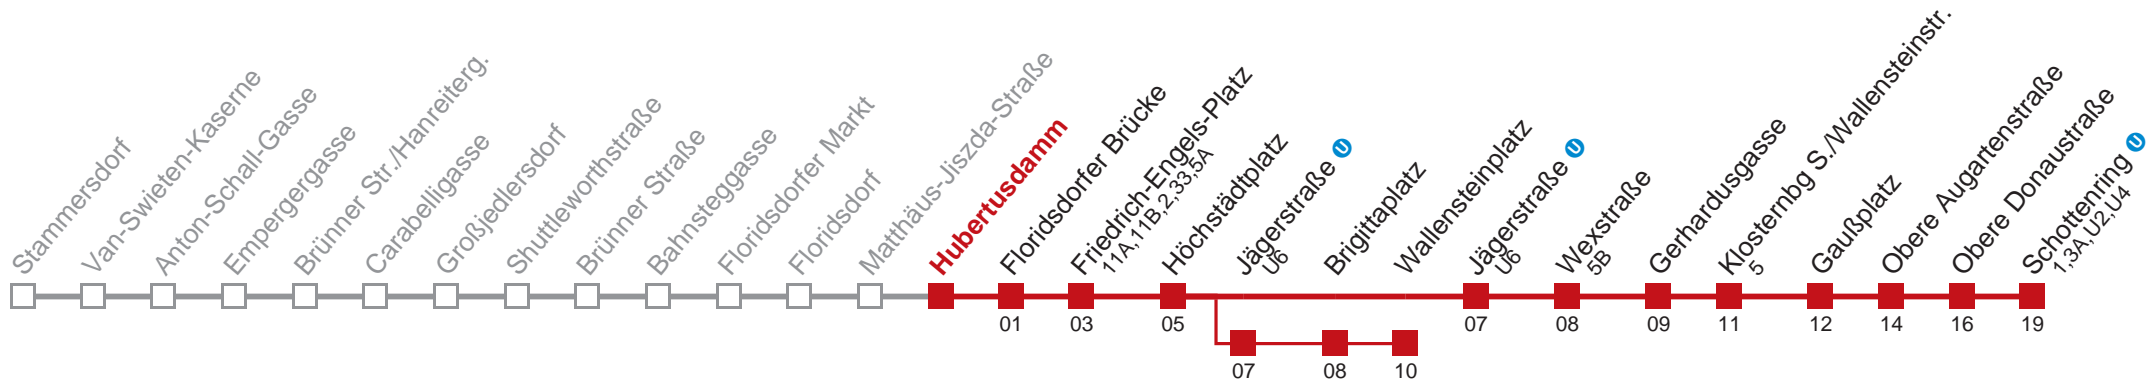 Stammersdorf
Van-Swieten-Kaserne
Anton-Schall-Gasse
Empergergasse
Brünner Str./Hanreiterg.
Carabelligasse
Großjedlersdorf
Shuttleworthstraße
Brünner Straße
Bahnsteggasse
Floridsdorfer Markt
Floridsdorf
Matthäus-Jiszda-Straße
Hubertusdamm
Floridsdorfer Brücke
Friedrich-Engels-Platz
11A,11B,2,33,5A
Höchstädtplatz
Jägerstraße U
U6
Brigittaplatz
Wallensteinplatz
Jägerstraße U
U6
Wexstraße
5B
Gerhardusgasse
Klosternbg S./Wallensteinstr.
5
Gaußplatz
Obere Augartenstraße
Obere Donaustraße
Schottenring U
1,3A,U2,U4
01 03 05 07 08 09 11 12 14 16 19
07 08 10